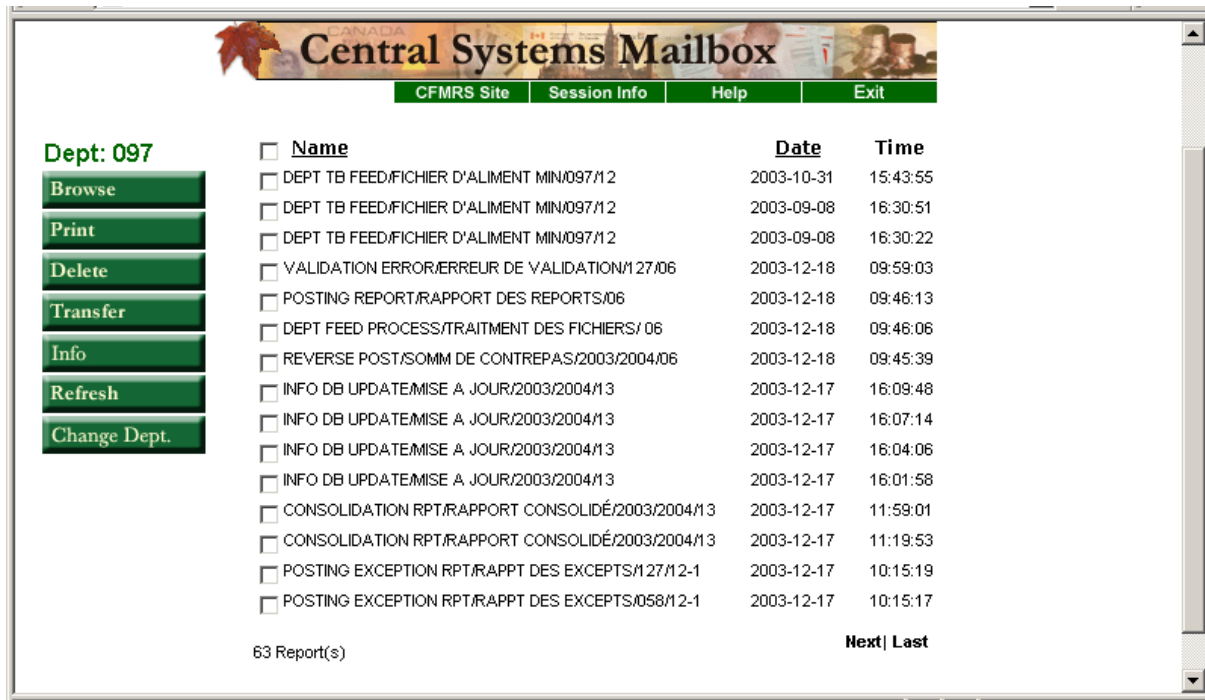 CANADA
Central Systems Mailbox
CFMRS Site Session Info Help Exit
Dept: 097
Browse
Print
Delete
Transfer
Info
Refresh
Change Dept.
Name Date Time
DEPT TB FEED/FICHIER D'ALIMENT MIN/097/12 2003-10-31 15:43:55
DEPT TB FEED/FICHIER D'ALIMENT MIN/097/12 2003-09-08 16:30:51
DEPT TB FEED/FICHIER D'ALIMENT MIN/097/12 2003-09-08 16:30:22
VALIDATION ERROR/ERREUR DE VALIDATION/127/06 2003-12-18 09:59:03
POSTING REPORT/RAPPORT DES REPORTS/06 2003-12-18 09:46:13
DEPT FEED PROCESS/TRAITMENT DES FICHIERS/ 06 2003-12-18 09:46:06
REVERSE POST/SOMM DE CONTREPAS/2003/2004/06 2003-12-18 09:45:39
INFO DB UPDATE/MISE A JOUR/2003/2004/13 2003-12-17 16:09:48
INFO DB UPDATE/MISE A JOUR/2003/2004/13 2003-12-17 16:07:14
INFO DB UPDATE/MISE A JOUR/2003/2004/13 2003-12-17 16:04:06
INFO DB UPDATE/MISE A JOUR/2003/2004/13 2003-12-17 16:01:58
CONSOLIDATION RPT/RAPPORT CONSOLIDÉ/2003/2004/13 2003-12-17 11:59:01
CONSOLIDATION RPT/RAPPORT CONSOLIDÉ/2003/2004/13 2003-12-17 11:19:53
POSTING EXCEPTION RPT/RAPPT DES EXCEPTS/127/12-1 2003-12-17 10:15:19
POSTING EXCEPTION RPT/RAPPT DES EXCEPTS/058/12-1 2003-12-17 10:15:17
63 Report(s)
Next| Last